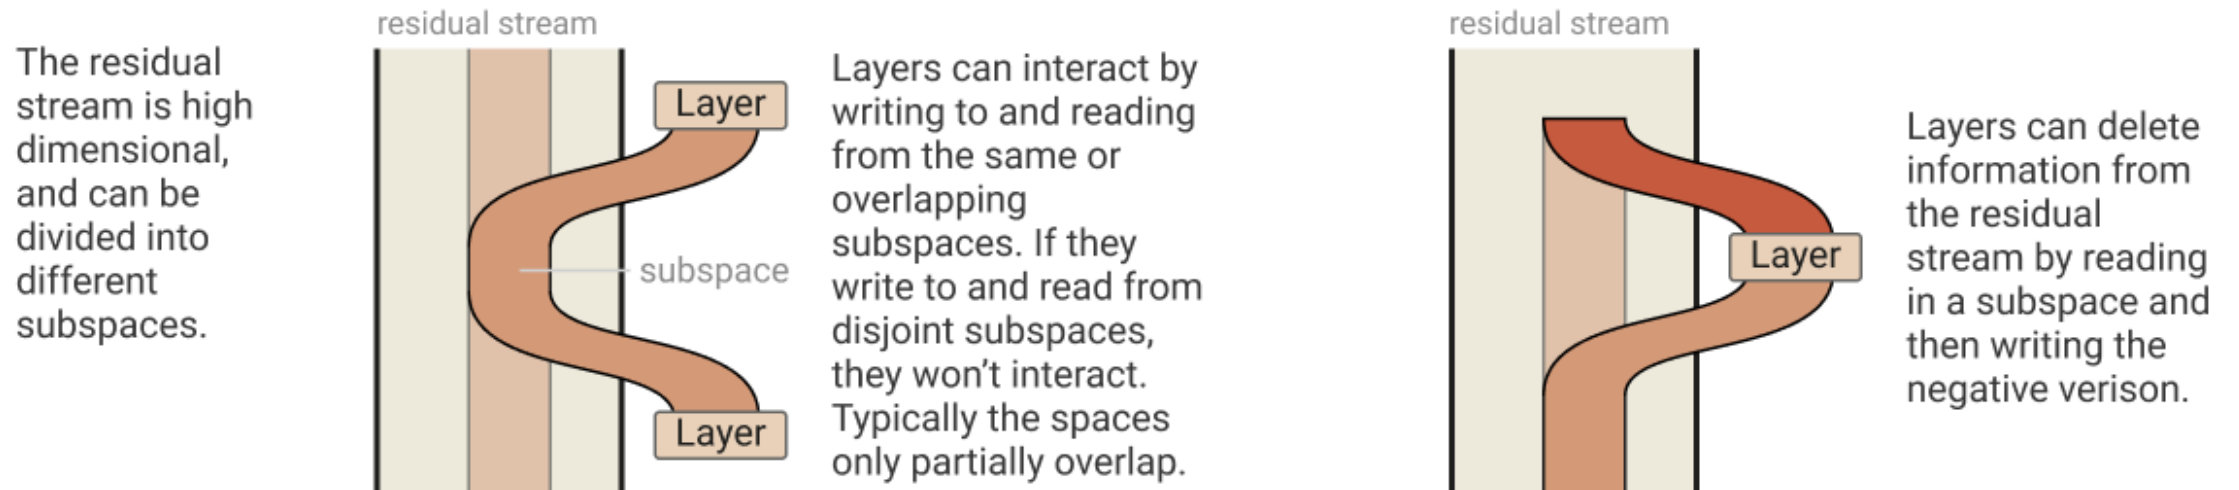 The residual
stream is high
dimensional,
and can be
divided into
different
subspaces.
residual stream
Layer
subspace
Layer
Layers can interact by
writing to and reading
from the same or
overlapping
subspaces. If they
write to and read from
disjoint subspaces,
they won’t interact.
Typically the spaces
only partially overlap.
residual stream
Layer
Layers can delete
information from
the residual
stream by reading
in a subspace and
then writing the
negative verison.